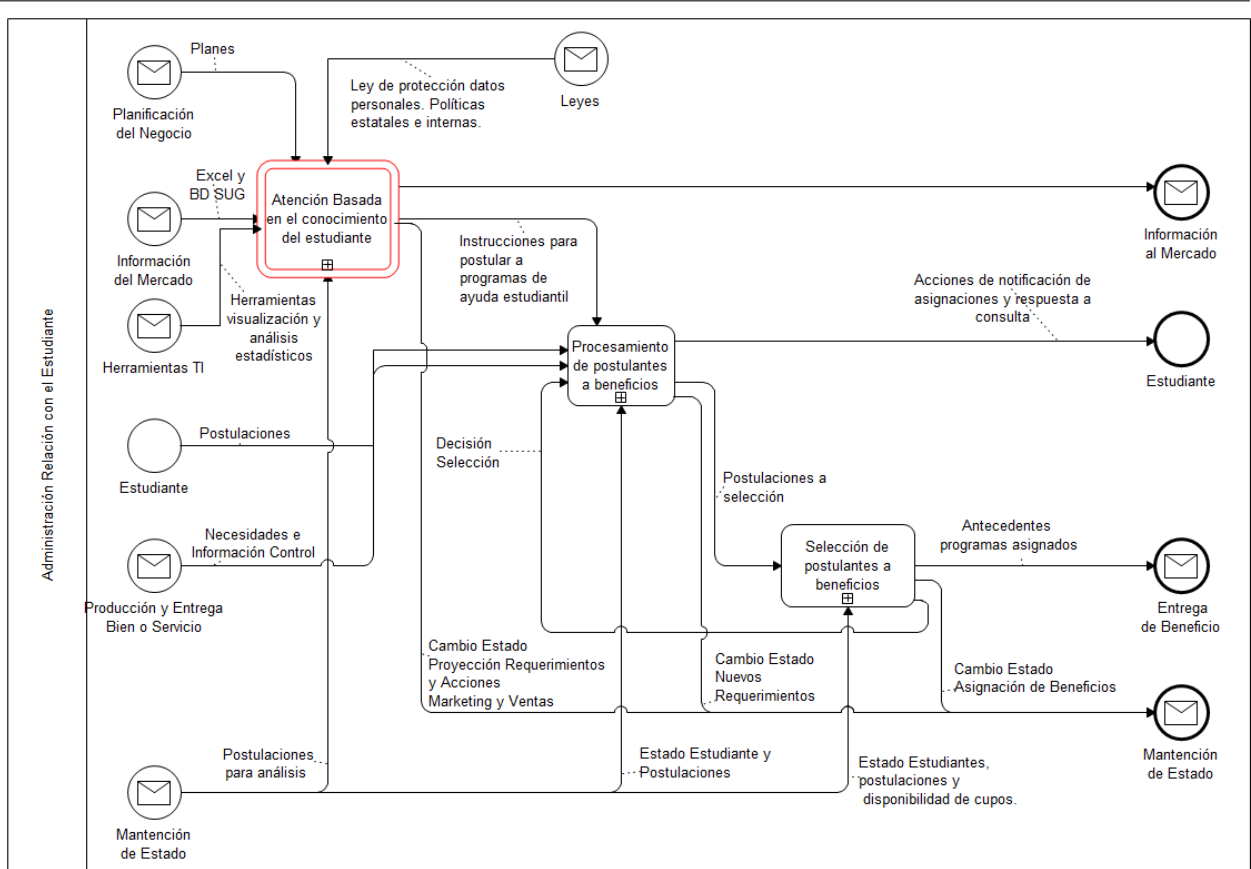 Administración Relación con el Estudiante
Planes
Planificación
del Negocio
Ley de protección datos
personales. Políticas
estatales e internas.
Leyes
Excel y
BD SUG
Información
del Mercado
Atención Basada
en el conocimiento
del estudiante
Información
al Mercado
Instrucciones para
postular a
programas de
ayuda estudiantil
Herramientas
visualización y
análisis
estadísticos
Herramientas TI
Acciones de notificación de
asignaciones y respuesta a
consulta
Procesamiento
de postulantes
a beneficios
Estudiante
Postulaciones
Estudiante
Decisión
Selección
Postulaciones a
selección
Necesidades e
Información Control
Producción y Entrega
Bien o Servicio
Selección de
postulantes a
beneficios
Antecedentes
programas asignados
Entrega
de Beneficio
Cambio Estado
Proyección Requerimientos
y Acciones
Marketing y Ventas
Cambio Estado
Nuevos
Requerimientos
Cambio Estado
Asignación de Beneficios
Mantención
de Estado
Postulaciones
para análisis
Estado Estudiante y
Postulaciones
Estado Estudiantes,
postulaciones y
disponibilidad de cupos.
Mantención
de Estado